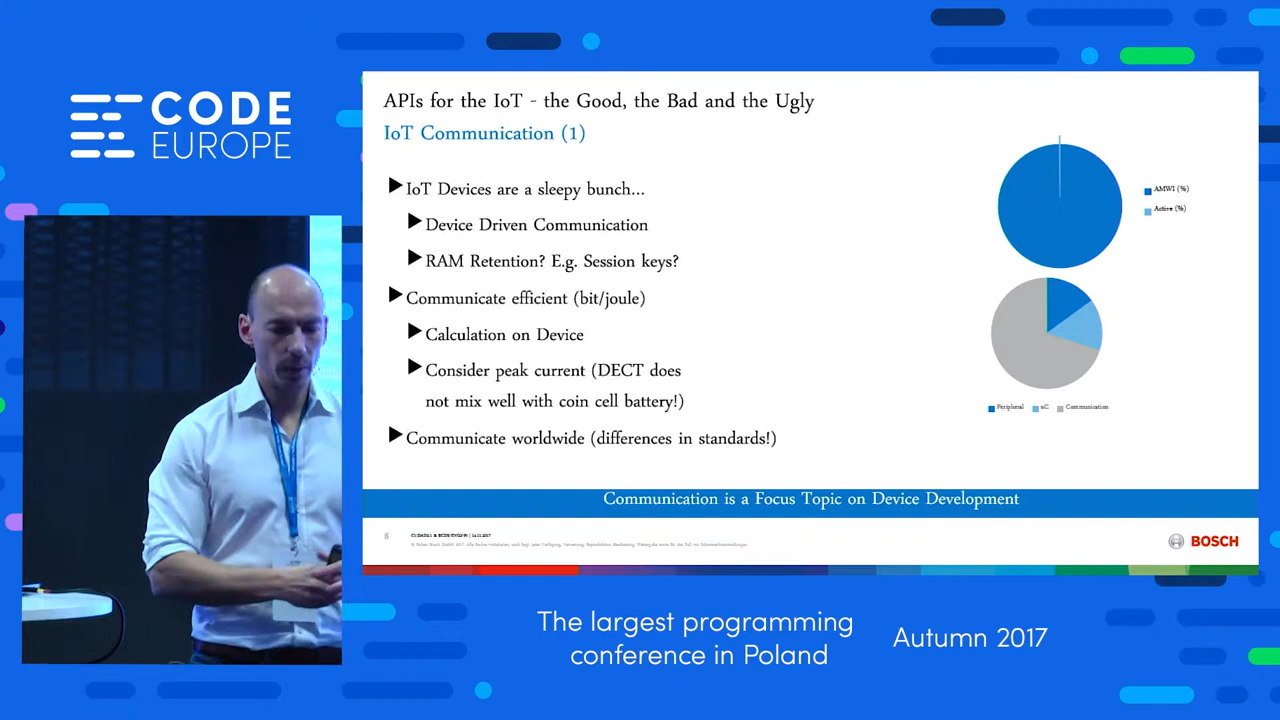 CODE
EUROPE
APIs for the IoT - the Good, the Bad and the Ugly
IoT Communication (1)
IoT Devices are a sleepy bunch...
Device Driven Communication
RAM Retention? E.g. Session keys?
Communicate efficient (bit/joule)
Calculation on Device
Consider peak current (DECT does
not mix well with coin cell battery!)
Communicate worldwide (differences in standards!)
AMWI (%)
Active (%)
Peripheral uC Communication
Communication is a Focus Topic on Device Development
8
BOSCH
The largest programming
conference in Poland
Autumn 2017